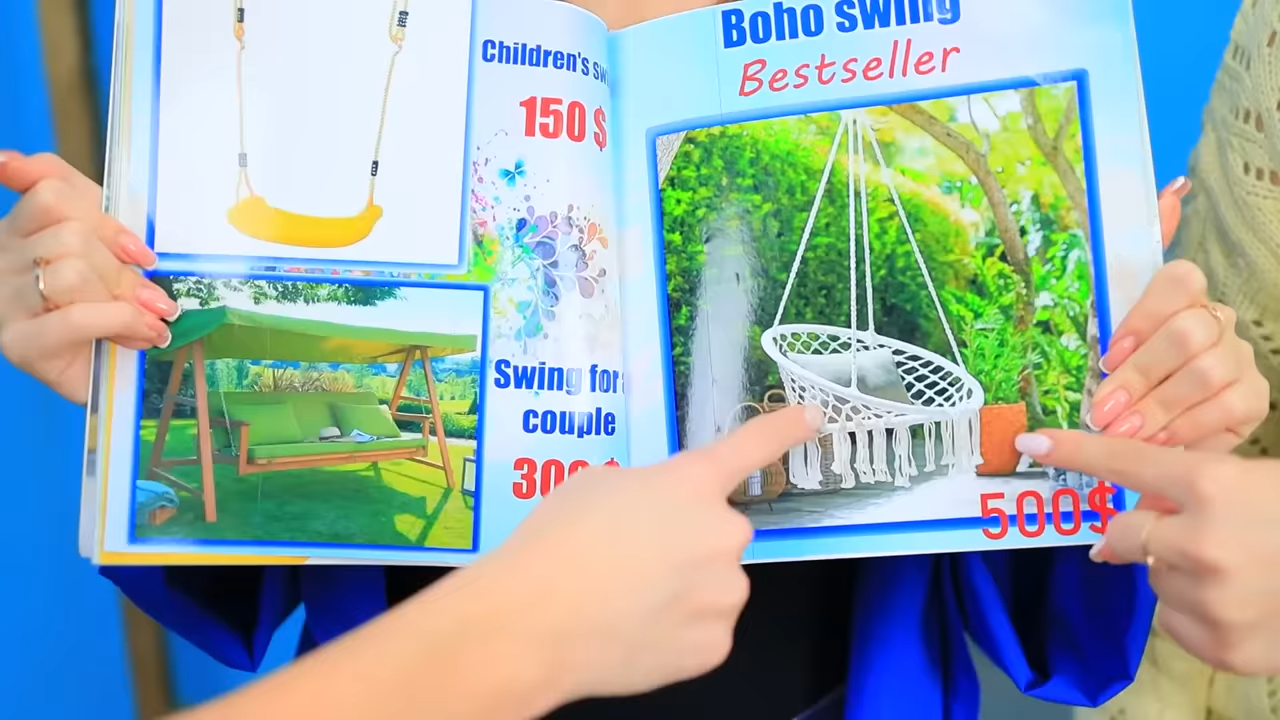 Children's
150 $
Swing for
couple
Boho swing
Bestseller
500$